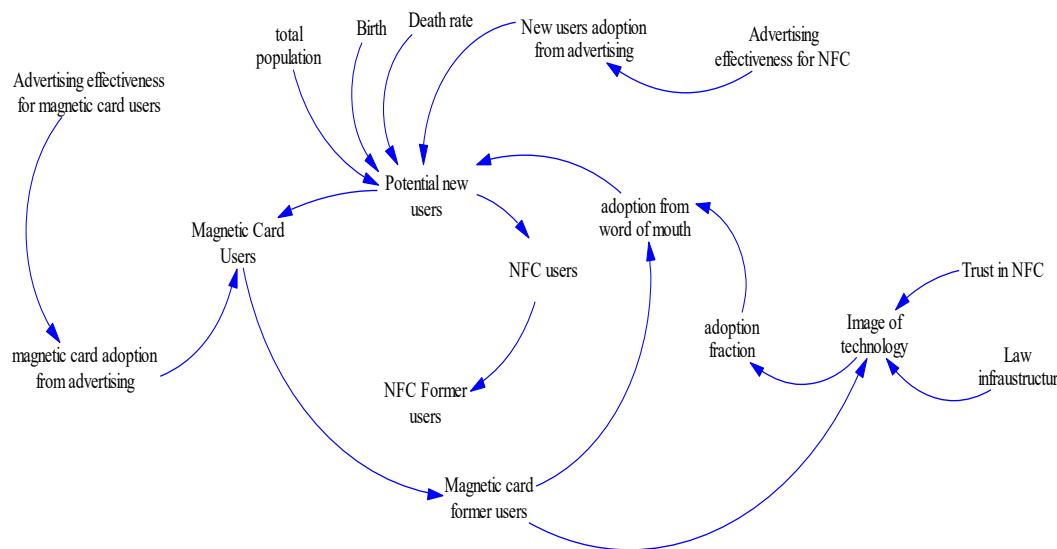 total
population
Birth
Death rate
New users adoption
from advertising
Advertising
effectiveness for NFC
Advertising effectiveness
for magnetic card users
Potential new
users
adoption from
word of mouth
Magnetic Card
Users
NFC users
Trust in NFC
magnetic card adoption
from advertising
adoption
fraction
Image of
technology
Law
infraustructur
NFC Former
users
Magnetic card
former users